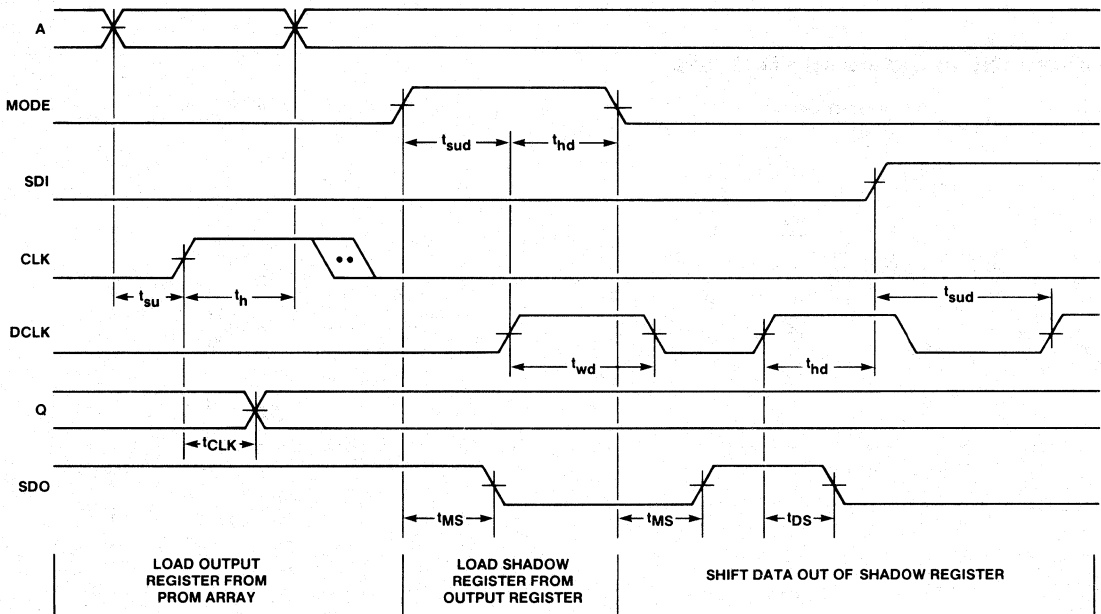 A
MODE
tsud
thd
SDI
CLK
tsu
th
tsud
DCLK
twd
thd
Q
tCLK
SDO
tMS
tMS
tDS
LOAD OUTPUT
REGISTER FROM
PROM ARRAY
LOAD SHADOW
REGISTER FROM
OUTPUT REGISTER
SHIFT DATA OUT OF SHADOW REGISTER